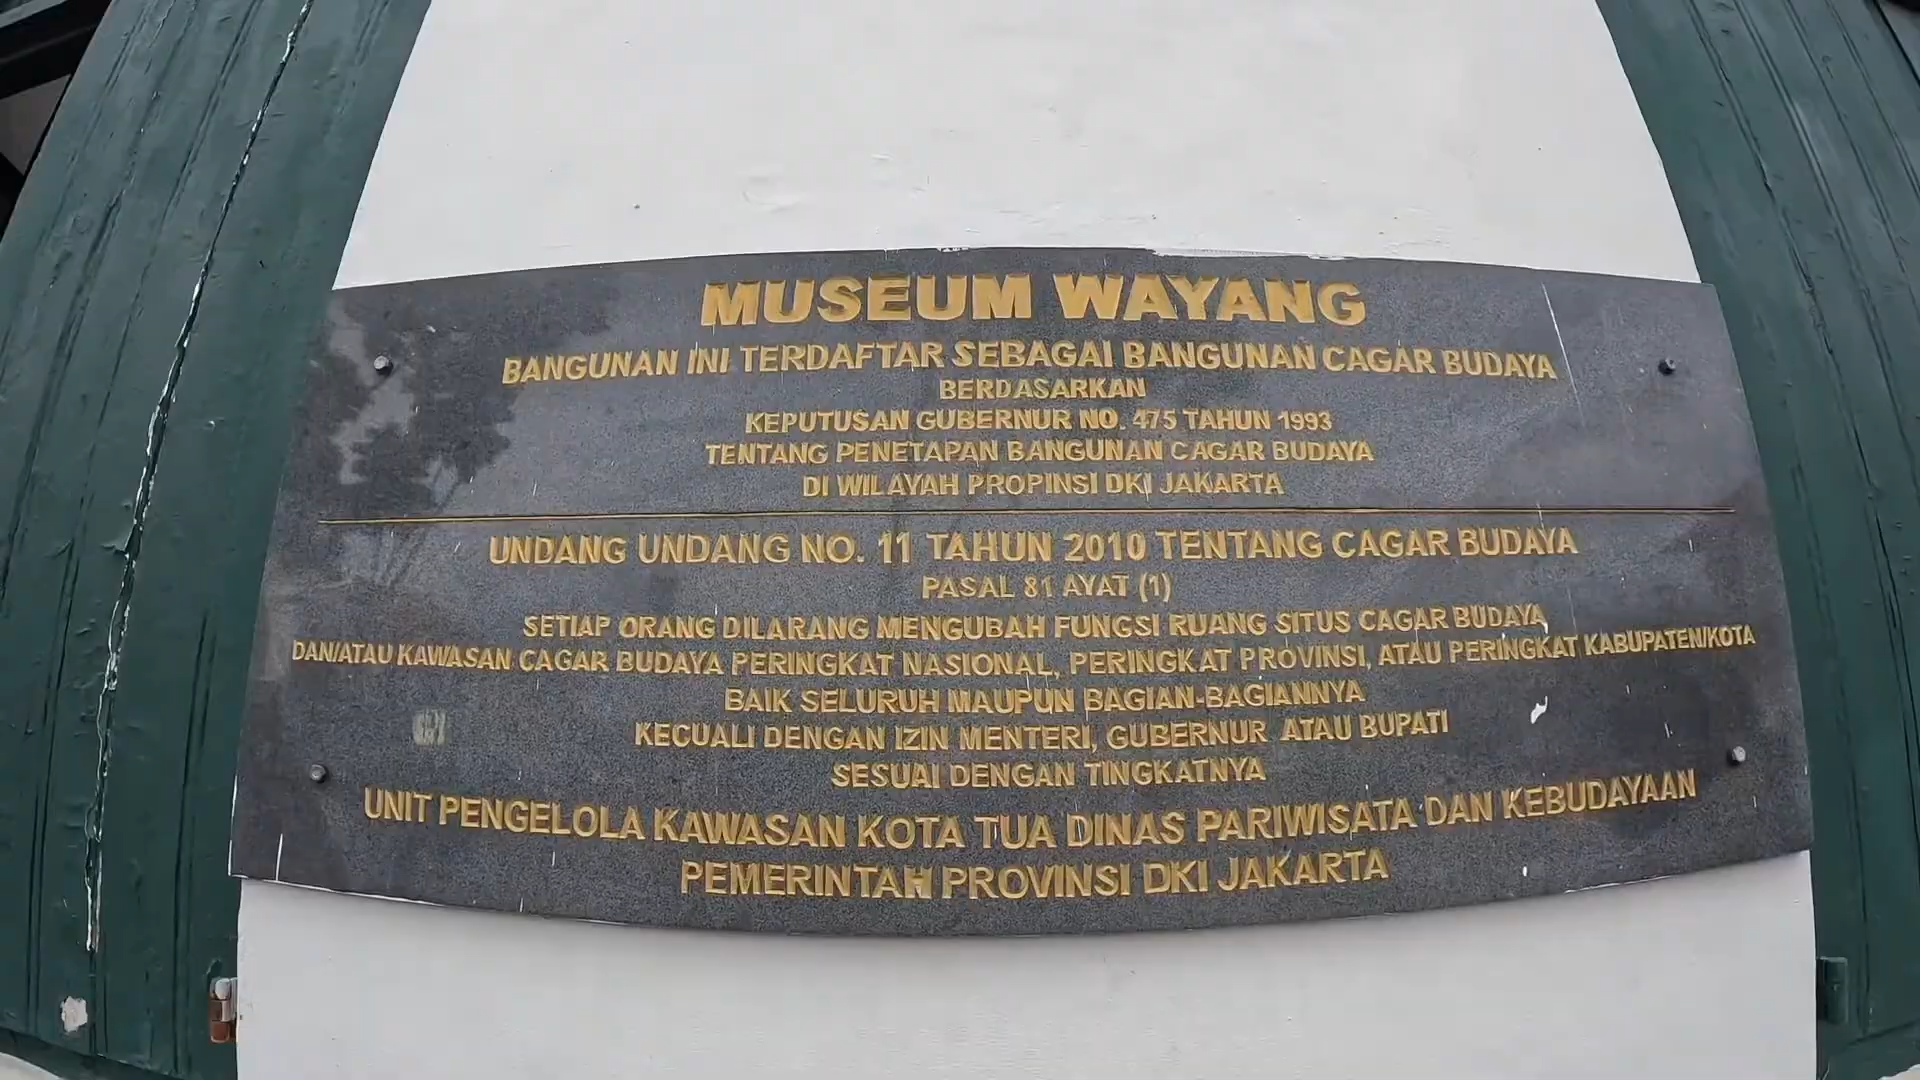 MUSEUM WAYANG
BANGUNAN INI TERDAFTAR SEBAGAI BANGUNAN CAGAR BUDAYA
BERDASARKAN
KEPUTUSAN GUBERNUR NO. 475 TAHUN 1993
TENTANG PENETAPAN BANGUNAN CAGAR BUDAYA
DI WILAYAH PROPINSI DKI JAKARTA
UNDANG UNDANG NO. 11 TAHUN 2010 TENTANG CAGAR BUDAYA
PASAL 81 AYAT (1)
SETIAP ORANG DILARANG MENGUBAH FUNGSI RUANG SITUS CAGAR BUDAYA
DAN/ATAU KAWASAN CAGAR BUDAYA PERINGKAT NASIONAL, PERINGKAT PROVINSI, ATAU PERINGKAT KABUPATEN/KOTA
BAIK SELURUH MAUPUN BAGIAN-BAGIANNYA
KECUALI DENGAN IZIN MENTERI, GUBERNUR ATAU BUPATI
SESUAI DENGAN TINGKATNYA
UNIT PENGELOLA KAWASAN KOTA TUA DINAS PARIWISATA DAN KEBUDAYAAN
PEMERINTAH PROVINSI DKI JAKARTA